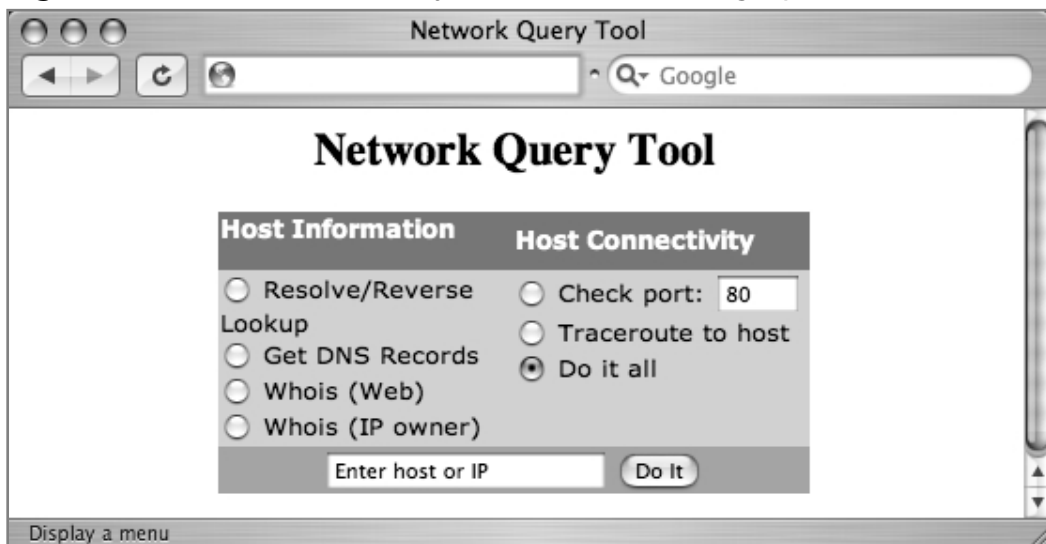 Network Query Tool
Google
Network Query Tool
Host Information
Host Connectivity
Resolve/Reverse
Lookup
Get DNS Records
Whois (Web)
Whois (IP owner)
Check port: 80
Traceroute to host
Do it all
Enter host or IP
Do It
Display a menu